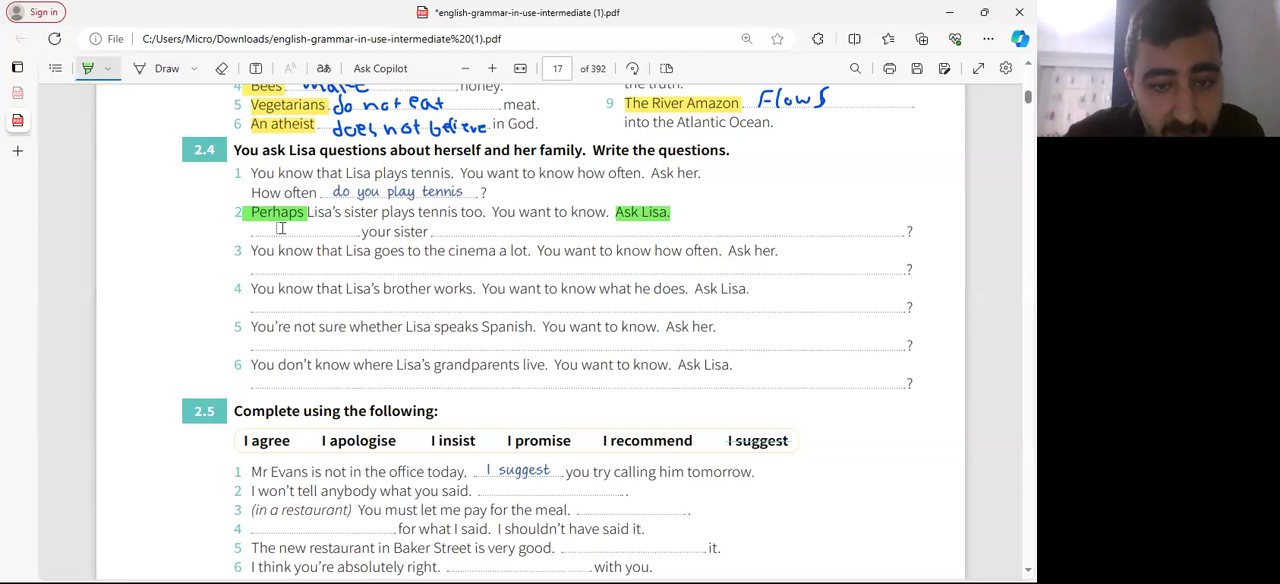 Sign in
*english-grammar-in-use-intermediate (1).pdf
File C:/Users/Micro/Downloads/english-grammar-in-use-intermediate%20(1).pdf
Draw Ask Copilot 17 of 392
4 Bees make honey. the truth.
5 Vegetarians do not eat meat. 9 The River Amazon Flows
6 An atheist does not believe in God. into the Atlantic Ocean.
2.4 You ask Lisa questions about herself and her family. Write the questions.
1 You know that Lisa plays tennis. You want to know how often. Ask her.
How often do you play tennis ?
2 Perhaps Lisa's sister plays tennis too. You want to know. Ask Lisa.
your sister ?
3 You know that Lisa goes to the cinema a lot. You want to know how often. Ask her.
?
4 You know that Lisa's brother works. You want to know what he does. Ask Lisa.
?
5 You're not sure whether Lisa speaks Spanish. You want to know. Ask her.
?
6 You don't know where Lisa's grandparents live. You want to know. Ask Lisa.
?
2.5 Complete using the following:
I agree I apologise I insist I promise I recommend I suggest
1 Mr Evans is not in the office today. I suggest you try calling him tomorrow.
2 I won't tell anybody what you said. .
3 (in a restaurant) You must let me pay for the meal. .
4 for what I said. I shouldn't have said it.
5 The new restaurant in Baker Street is very good. it.
6 I think you're absolutely right. with you.